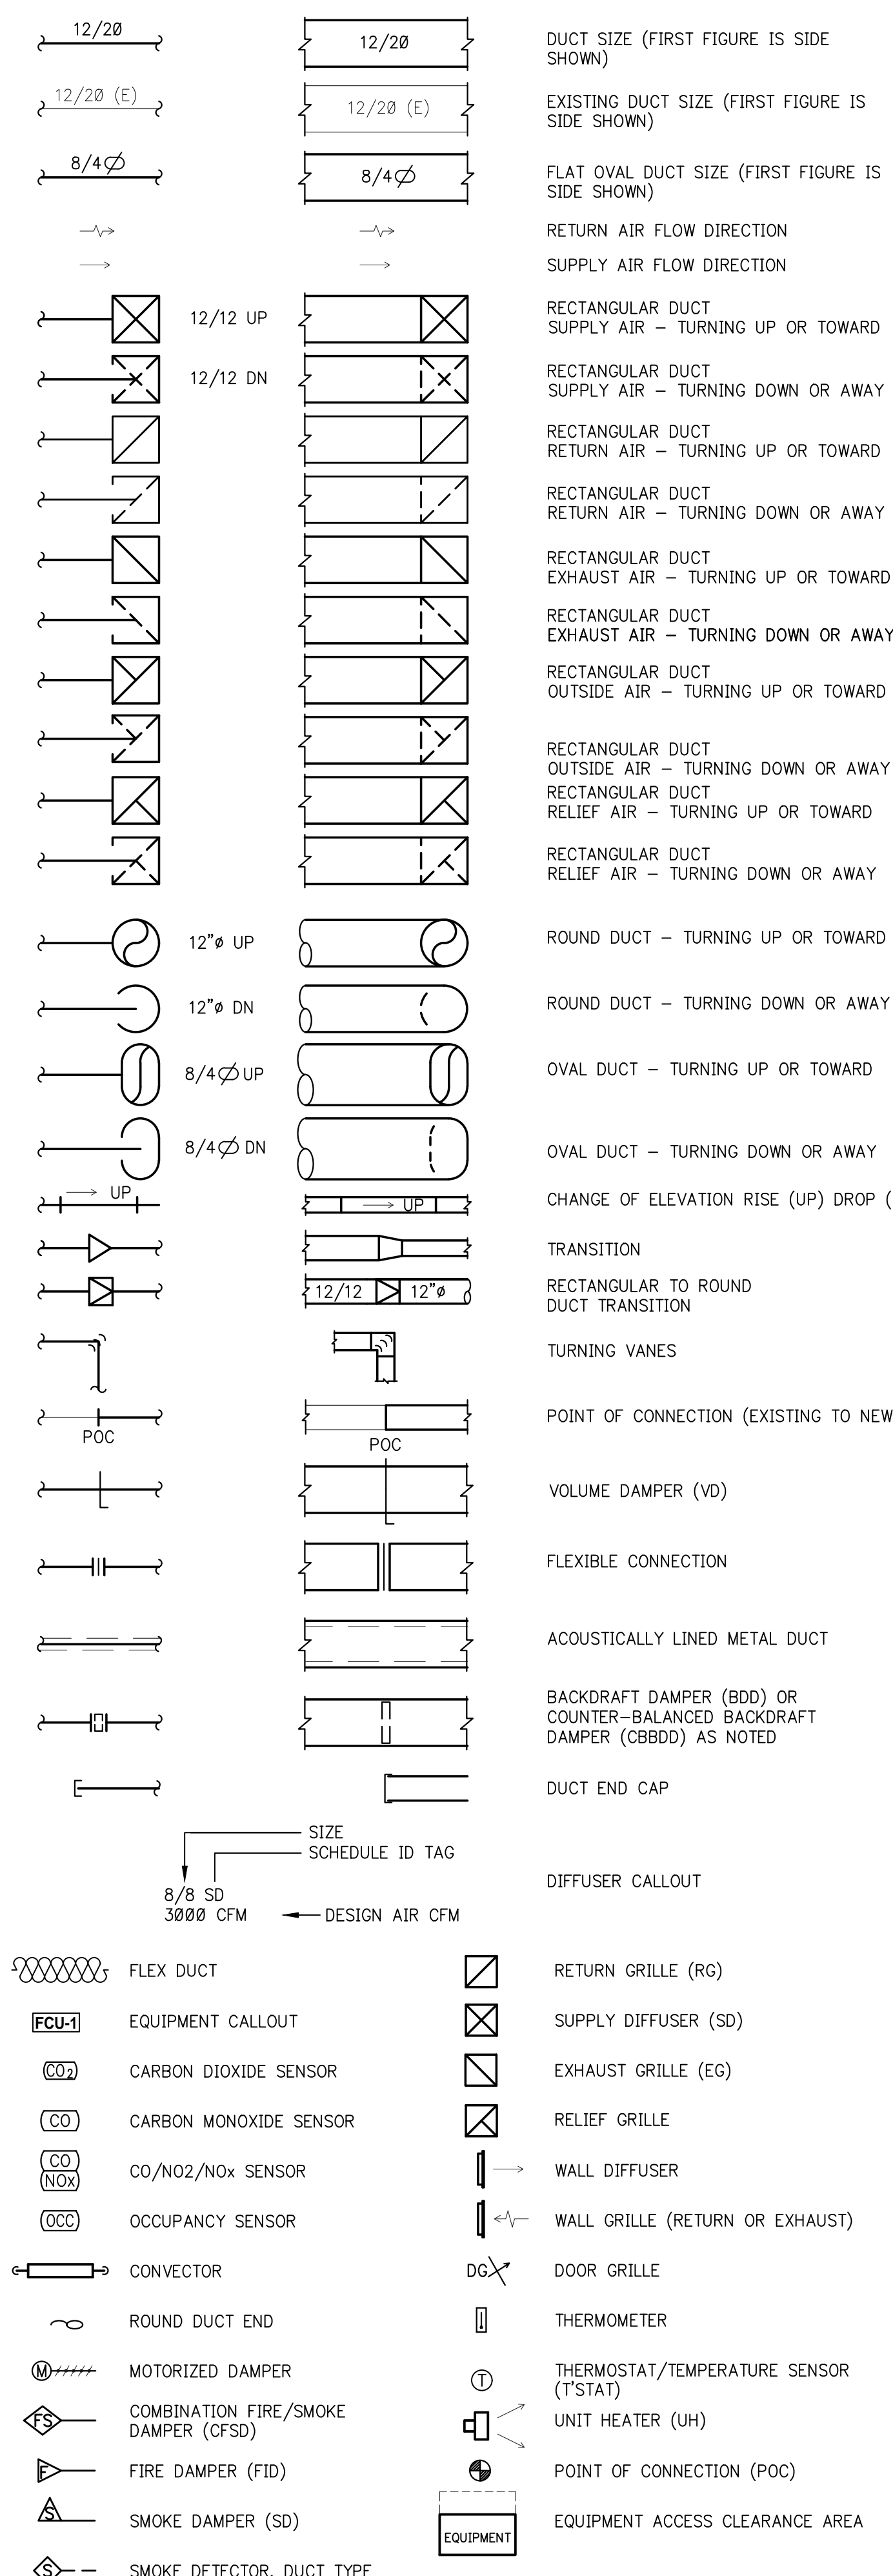 12/20 12/20 DUCT SIZE (FIRST FIGURE IS SIDE
SHOWN)
12/20 (E) 12/20 (E) EXISTING DUCT SIZE (FIRST FIGURE IS
SIDE SHOWN)
8/4∅ 8/4∅ FLAT OVAL DUCT SIZE (FIRST FIGURE IS
SIDE SHOWN)
RETURN AIR FLOW DIRECTION
SUPPLY AIR FLOW DIRECTION
RECTANGULAR DUCT
12/12 UP SUPPLY AIR – TURNING UP OR TOWARD
RECTANGULAR DUCT
12/12 DN SUPPLY AIR – TURNING DOWN OR AWAY
RECTANGULAR DUCT
RETURN AIR – TURNING UP OR TOWARD
RECTANGULAR DUCT
RETURN AIR – TURNING DOWN OR AWAY
RECTANGULAR DUCT
EXHAUST AIR – TURNING UP OR TOWARD
RECTANGULAR DUCT
EXHAUST AIR – TURNING DOWN OR AWAY
RECTANGULAR DUCT
OUTSIDE AIR – TURNING UP OR TOWARD
RECTANGULAR DUCT
OUTSIDE AIR – TURNING DOWN OR AWAY
RECTANGULAR DUCT
RELIEF AIR – TURNING UP OR TOWARD
RECTANGULAR DUCT
RELIEF AIR – TURNING DOWN OR AWAY
12"ø UP ROUND DUCT – TURNING UP OR TOWARD
12"ø DN ROUND DUCT – TURNING DOWN OR AWAY
8/4∅ UP OVAL DUCT – TURNING UP OR TOWARD
8/4∅ DN OVAL DUCT – TURNING DOWN OR AWAY
UP UP CHANGE OF ELEVATION RISE (UP) DROP (
TRANSITION
12/12 12"ø RECTANGULAR TO ROUND
DUCT TRANSITION
TURNING VANES
POINT OF CONNECTION (EXISTING TO NEW
POC POC
VOLUME DAMPER (VD)
FLEXIBLE CONNECTION
ACOUSTICALLY LINED METAL DUCT
BACKDRAFT DAMPER (BDD) OR
COUNTER–BALANCED BACKDRAFT
DAMPER (CBBDD) AS NOTED
DUCT END CAP
SIZE
SCHEDULE ID TAG
DIFFUSER CALLOUT
8/8 SD
3000 CFM DESIGN AIR CFM
FLEX DUCT RETURN GRILLE (RG)
FCU-1 EQUIPMENT CALLOUT SUPPLY DIFFUSER (SD)
CO2 CARBON DIOXIDE SENSOR EXHAUST GRILLE (EG)
CO CARBON MONOXIDE SENSOR RELIEF GRILLE
CO
NOx CO/NO2/NOx SENSOR WALL DIFFUSER
OCC OCCUPANCY SENSOR WALL GRILLE (RETURN OR EXHAUST)
CONVECTOR DG DOOR GRILLE
ROUND DUCT END THERMOMETER
M MOTORIZED DAMPER T THERMOSTAT/TEMPERATURE SENSOR
(T'STAT)
FS COMBINATION FIRE/SMOKE
DAMPER (CFSD) UNIT HEATER (UH)
F FIRE DAMPER (FID) POINT OF CONNECTION (POC)
S SMOKE DAMPER (SD) EQUIPMENT ACCESS CLEARANCE AREA
EQUIPMENT
S SMOKE DETECTOR, DUCT TYPE